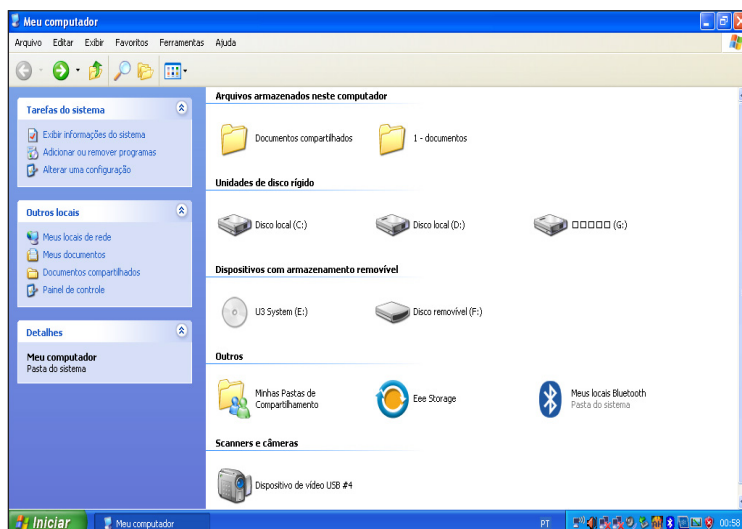 Meu computador
Arquivo Editar Exibir Favoritos Ferramentas Ajuda
Tarefas do sistema
Exibir informações do sistema
Adicionar ou remover programas
Alterar uma configuração
Outros locais
Meus locais de rede
Meus documentos
Documentos compartilhados
Painel de controle
Detalhes
Meu computador
Pasta do sistema
Arquivos armazenados neste computador
Documentos compartilhados
1 - documentos
Unidades de disco rígido
Disco local (C:)
Disco local (D:)
□□□□□ (G:)
Dispositivos com armazenamento removível
U3 System (E:)
Disco removível (F:)
Outros
Minhas Pastas de
Compartilhamento
Eee Storage
Meus locais Bluetooth
Pasta do sistema
Scanners e câmeras
Dispositivo de vídeo USB #4
Iniciar
Meu computador
PT
00:58